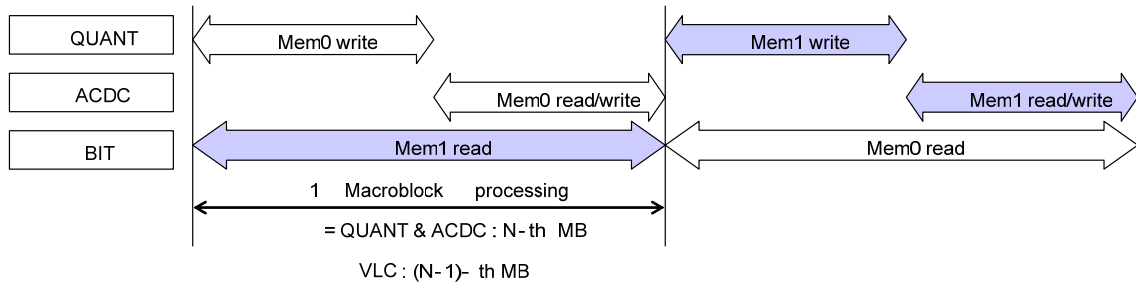 QUANT Mem0 write Mem1 write
ACDC Mem0 read/write Mem1 read/write
BIT Mem1 read Mem0 read
1 Macroblock processing
= QUANT & ACDC : N-th MB
VLC : (N-1)- th MB